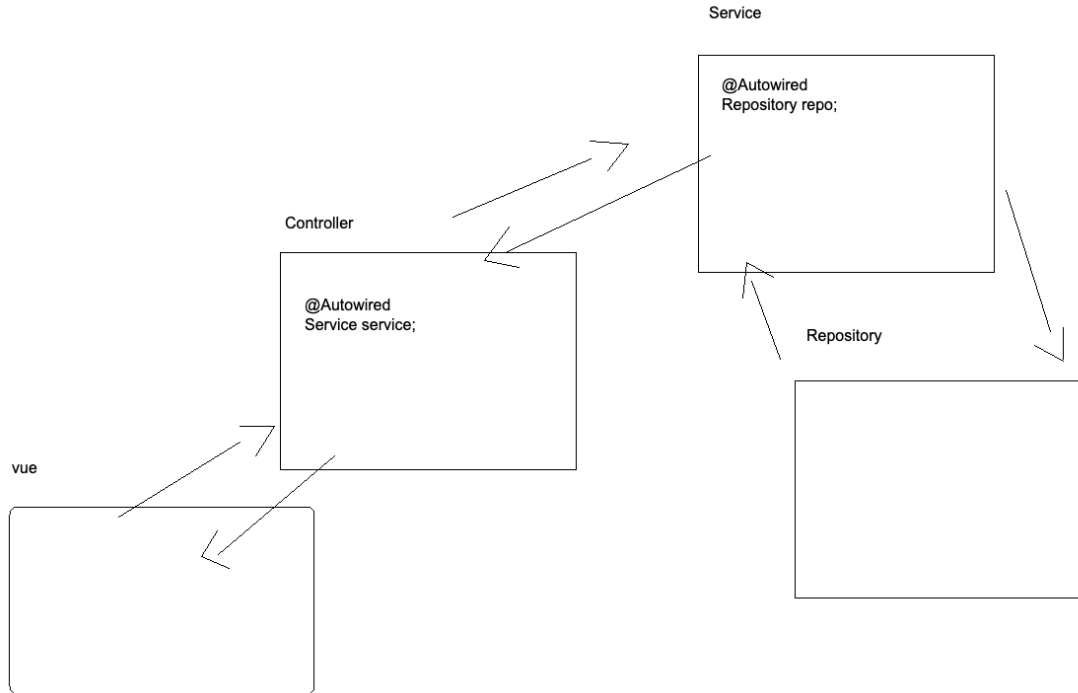 Service
@Autowired
Repository repo;
Controller
@Autowired
Service service;
Repository
vue